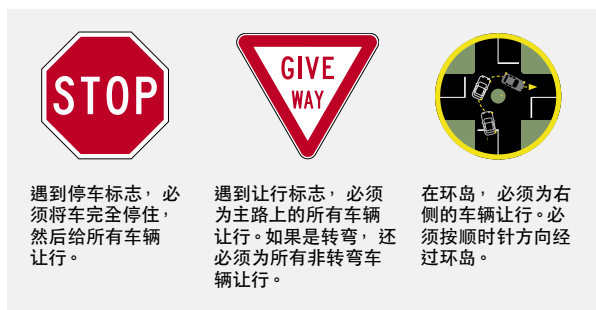 STOP
遇到停车标志，必
须将车完全停住，
然后给所有车辆
让行。
GIVE
WAY
遇到让行标志，必须
为主路上的所有车辆
让行。如果是转弯，还
必须为所有非转弯车
辆让行。
在环岛，必须为右
侧的车辆让行。必
须按顺时针方向经
过环岛。